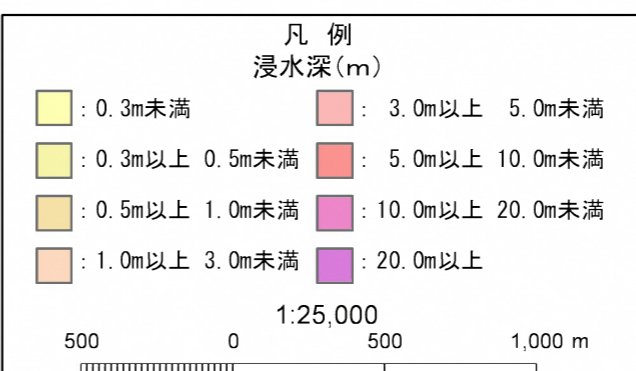 凡 例
浸水深(m)
: 0.3m未満
: 0.3m以上 0.5m未満
: 0.5m以上 1.0m未満
: 1.0m以上 3.0m未満
: 3.0m以上 5.0m未満
: 5.0m以上 10.0m未満
: 10.0m以上 20.0m未満
: 20.0m以上
1:25,000
500 0 500 1,000 m